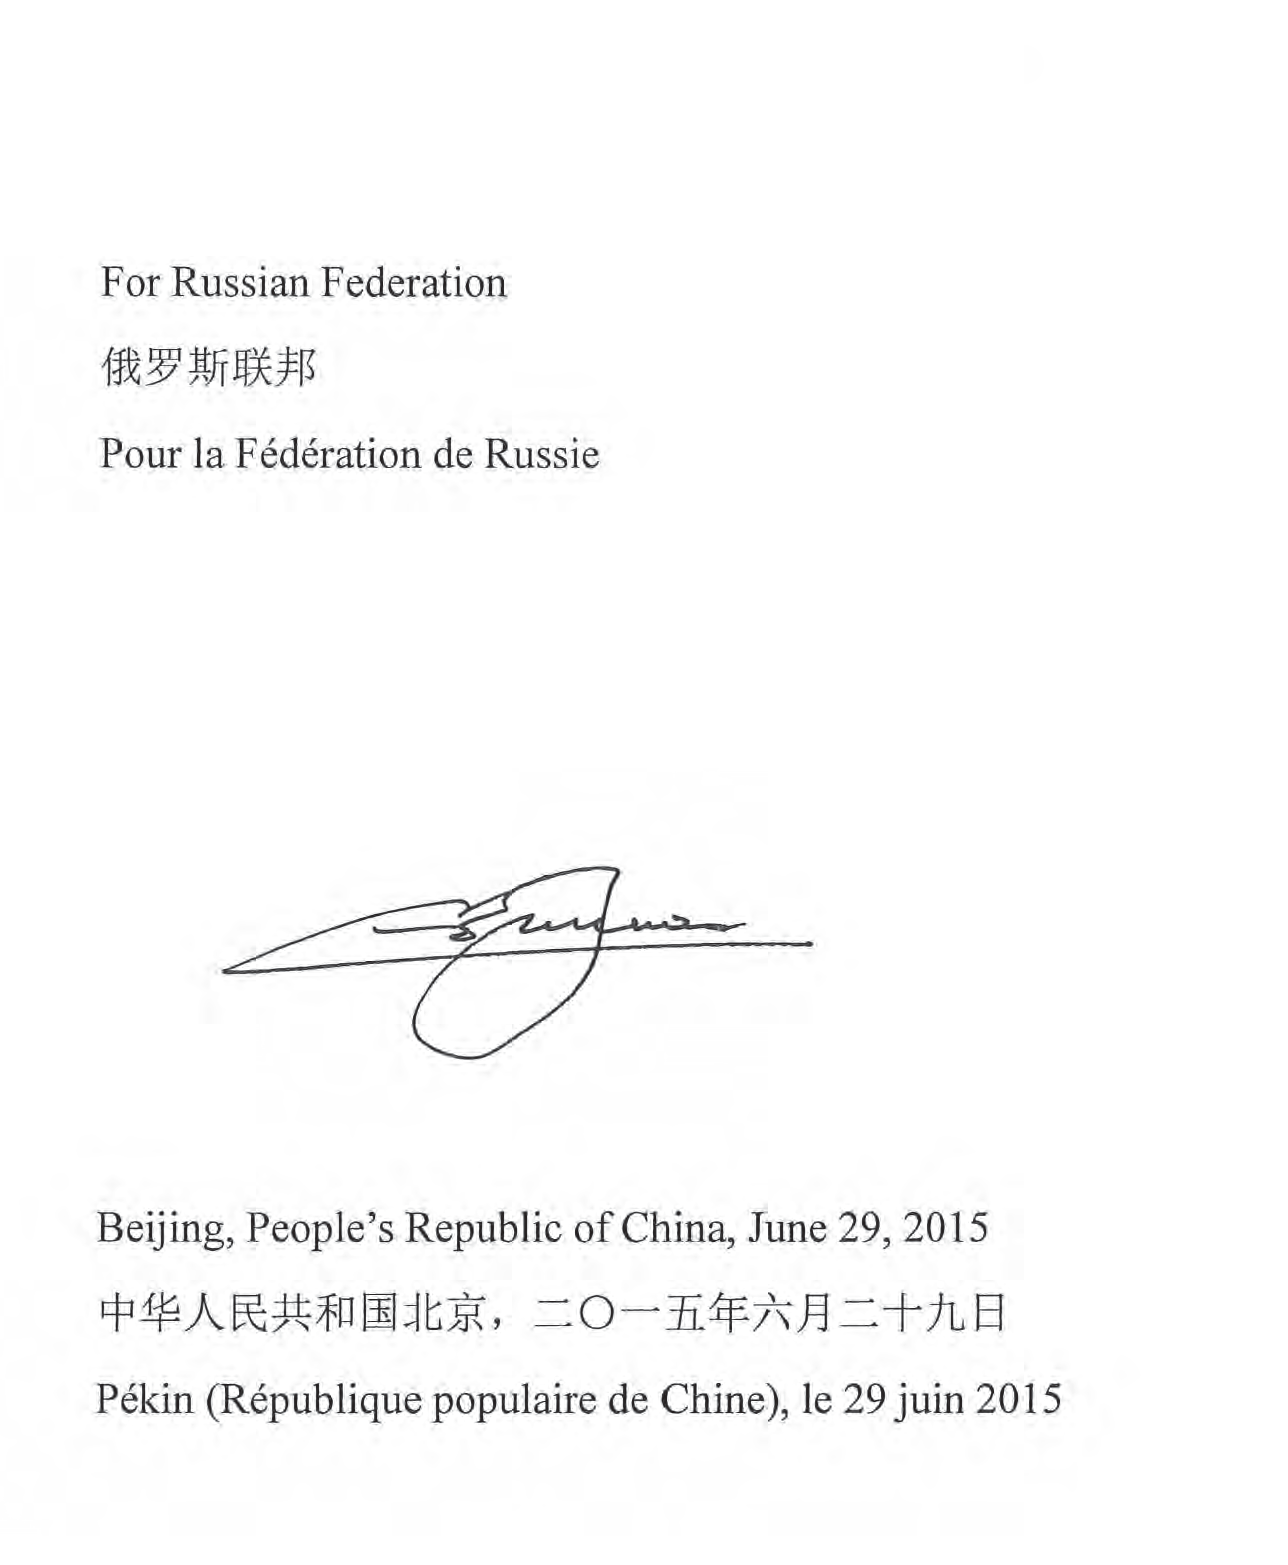 For Russian Federation
俄罗斯联邦
Pour la Fédération de Russie
Beijing, People’s Republic of China, June 29, 2015
中华人民共和国北京，二〇一五年六月二十九日
Pékin (République populaire de Chine), le 29 juin 2015